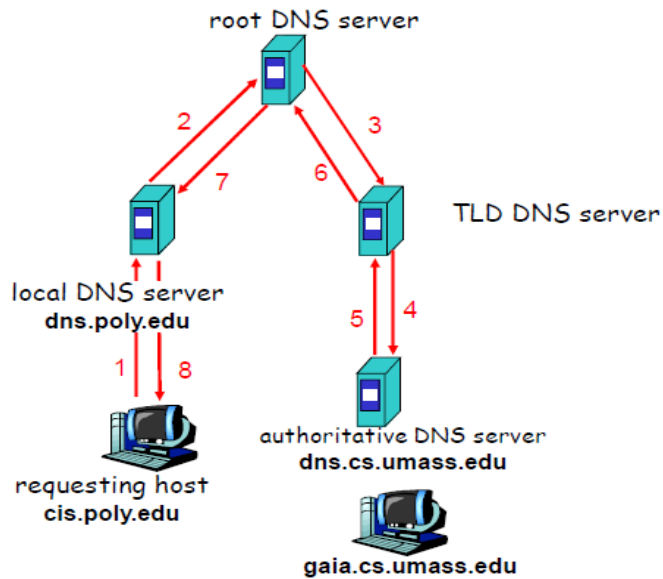 root DNS server
2
3
7
6
TLD DNS server
local DNS server
dns.poly.edu
5
4
1
8
authoritative DNS server
dns.cs.umass.edu
requesting host
cis.poly.edu
gaia.cs.umass.edu